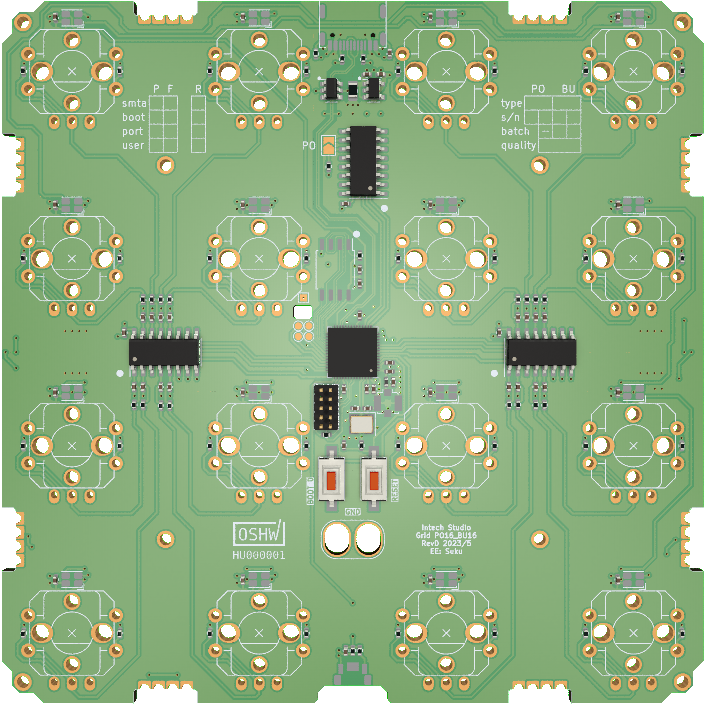 P F R
PO BU
smta
boot
port
user
type
s/n
batch
quality
PO
BOOT 0
RESET
GND
OSHW
HU000001
Intech Studio
Grid PO16_BU16
RevD 2023/5
EE: Seku